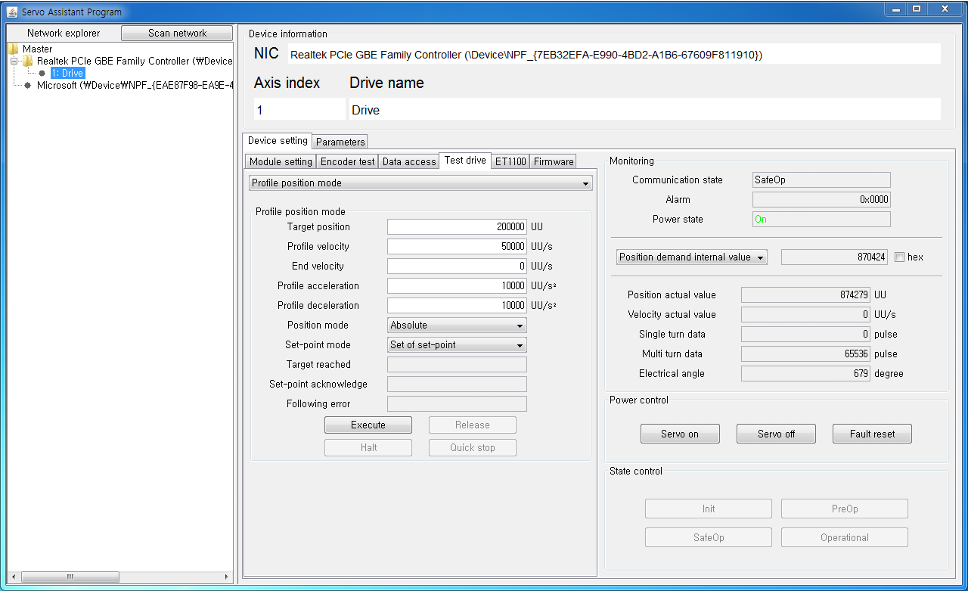 Servo Assistant Program
Network explorer
Scan network
Master
Realtek PCIe GBE Family Controller (₩Device
1: Drive
Microsoft (₩Device₩NPF_{EAE87F98-EA9E-4
Device information
NIC Realtek PCIe GBE Family Controller (\Device\NPF_{7EB32EFA-E990-4BD2-A1B6-67609F811910})
Axis index Drive name
1 Drive
Device setting Parameters
Module setting Encoder test Data access Test drive ET1100 Firmware
Profile position mode
Profile position mode
Target position 200000 UU
Profile velocity 50000 UU/s
End velocity 0 UU/s
Profile acceleration 10000 UU/s²
Profile deceleration 10000 UU/s²
Position mode Absolute
Set-point mode Set of set-point
Target reached
Set-point acknowledge
Following error
Execute Release
Halt Quick stop
Monitoring
Communication state SafeOp
Alarm 0x0000
Power state On
Position demand internal value 870424 hex
Position actual value 874279 UU
Velocity actual value 0 UU/s
Single turn data 0 pulse
Multi turn data 65536 pulse
Electrical angle 679 degree
Power control
Servo on Servo off Fault reset
State control
Init PreOp
SafeOp Operational